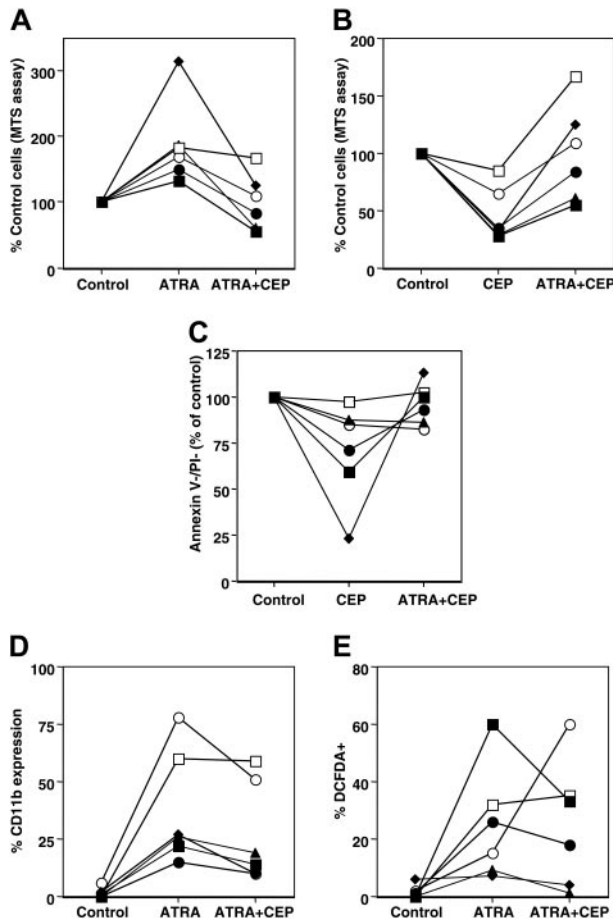 A
B
% Control cells (MTS assay)
300
200
100
0
Control ATRA ATRA+CEP
% Control cells (MTS assay)
200
150
100
50
0
Control CEP ATRA+CEP
C
Annexin V-/PI- (% of control)
125
100
75
50
25
0
Control CEP ATRA+CEP
D
E
% CD11b expression
100
75
50
25
0
Control ATRA ATRA+CEP
% DCFDA+
80
60
40
20
0
Control ATRA ATRA+CEP